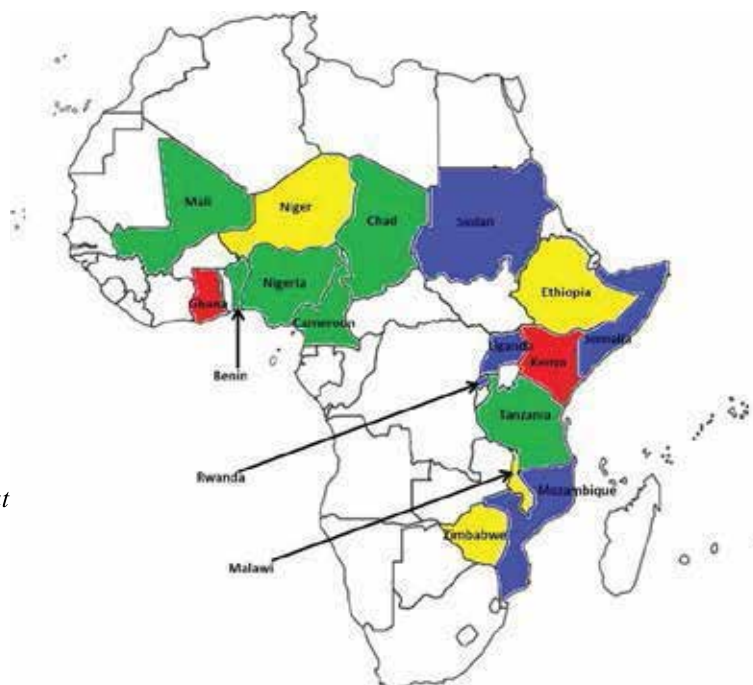 Mali
Niger
Chad
Sudan
Nigeria
Ghana
Ethiopia
Cameroon
Uganda
Kenya
Somalia
Benin
Tanzania
Rwanda
Mozambique
Zimbabwe
Malawi